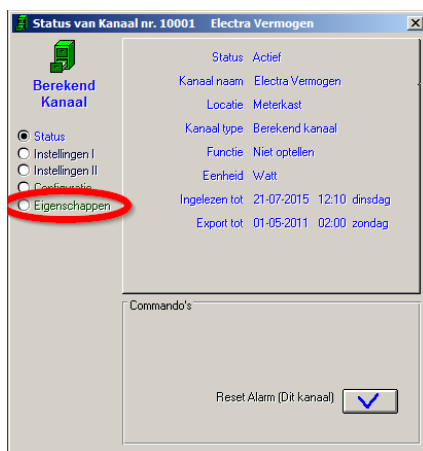 Status van Kanaal nr. 10001 Electra Vermogen
Berekend
Kanaal
Status
Instellingen I
Instellingen II
Configuratie
Eigenschappen
Status Actief
Kanaal naam Electra Vermogen
Locatie Meterkast
Kanaal type Berekend kanaal
Functie Niet optellen
Eenheid Watt
Ingelezen tot 21-07-2015 12:10 dinsdag
Export tot 01-05-2011 02:00 zondag
Commando's
Reset Alarm (Dit kanaal)